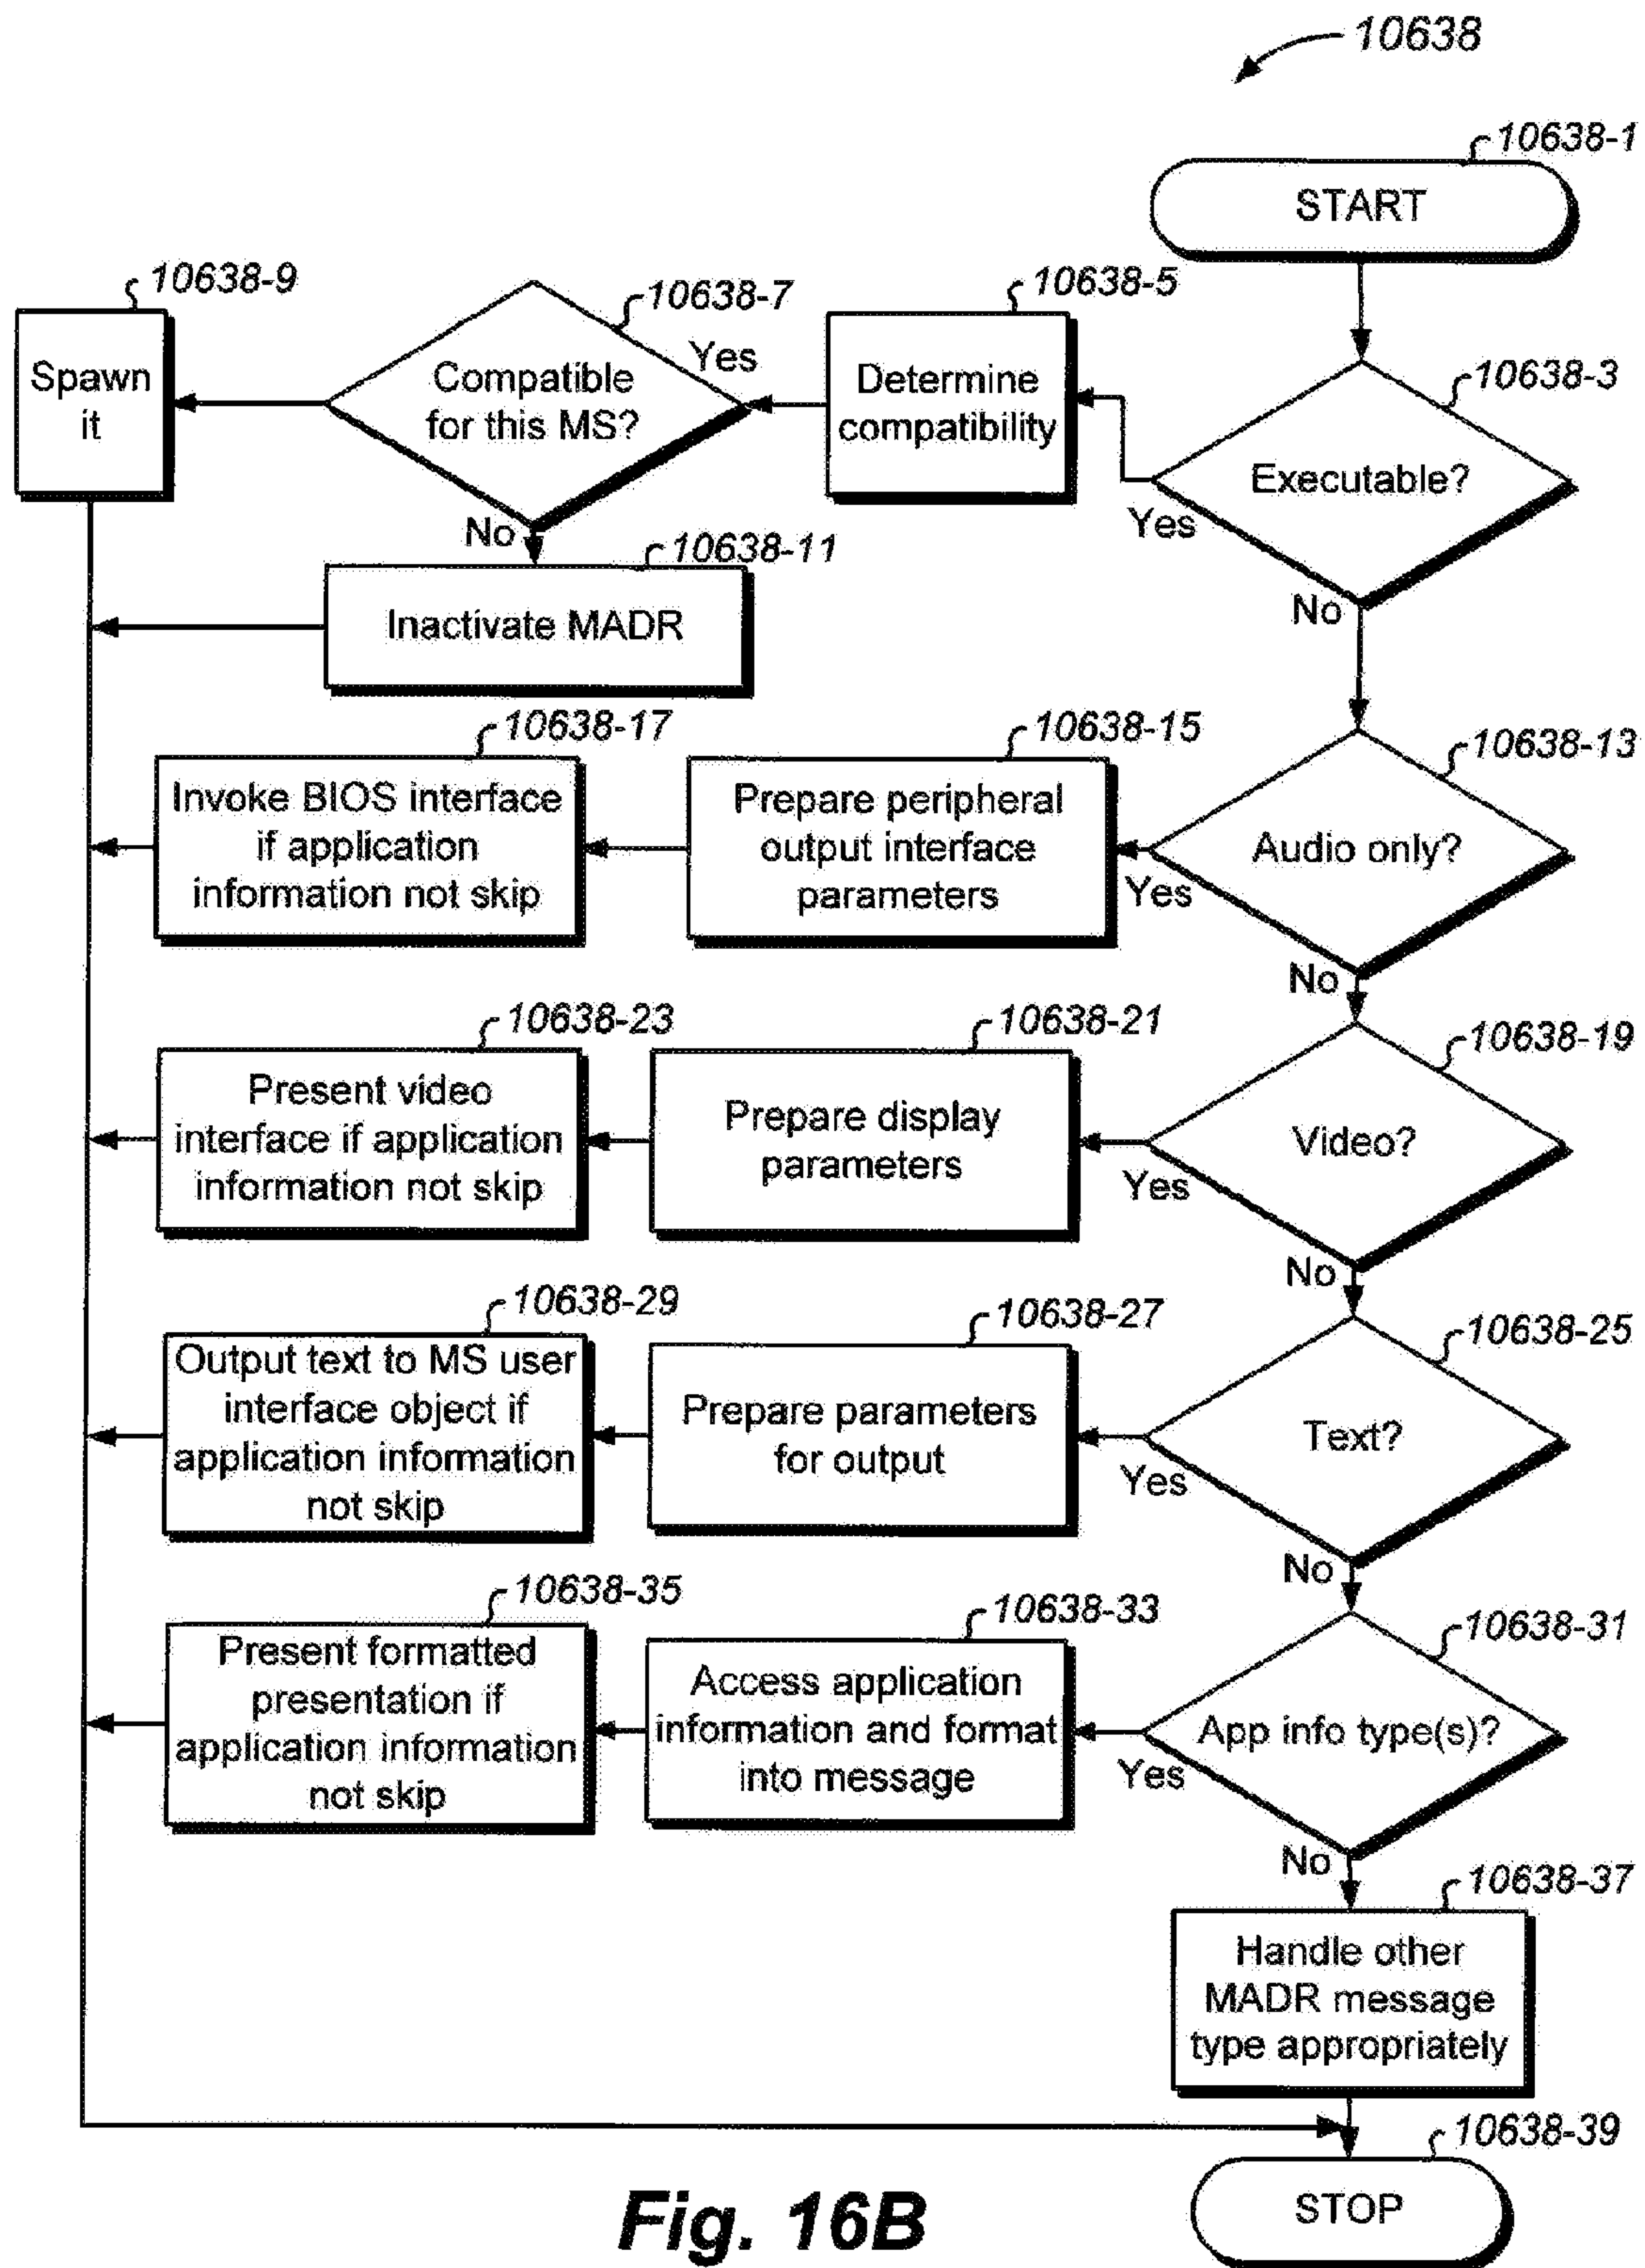 10638
10638-1
START
10638-9
10638-7
10638-5
10638-3
Spawn
it
Compatible
for this MS?
Yes
No
Determine
compatibility
Executable?
Yes
No
10638-11
Inactivate MADR
10638-17
10638-15
10638-13
Invoke BIOS interface
if application
information not skip
Prepare peripheral
output interface
parameters
Audio only?
Yes
No
10638-23
10638-21
10638-19
Present video
interface if application
information not skip
Prepare display
parameters
Video?
Yes
No
10638-29
10638-27
10638-25
Output text to MS user
interface object if
application information
not skip
Prepare parameters
for output
Text?
Yes
No
10638-35
10638-33
10638-31
Present formatted
presentation if
application information
not skip
Access application
information and format
into message
App info type(s)?
Yes
No
10638-37
Handle other
MADR message
type appropriately
10638-39
STOP
Fig. 16B